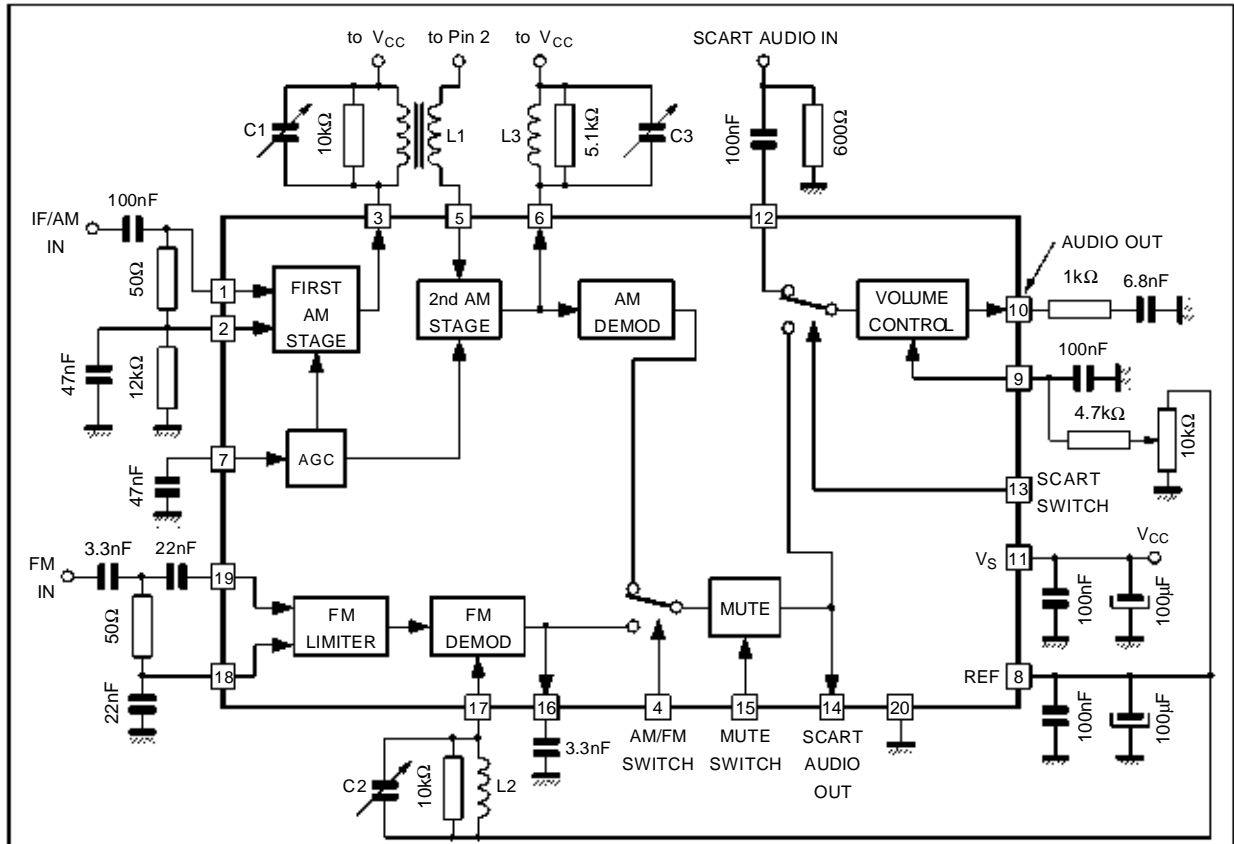 to VCC
to Pin 2
to VCC
SCART AUDIO IN
C1
10kΩ
L1
L3
5.1kΩ
C3
100nF
600Ω
100nF
IF/AM
IN
3
5
6
12
AUDIO OUT
50Ω
1
2
FIRST
AM
STAGE
2nd AM
STAGE
AM
DEMOD
VOLUME
CONTROL
10
1kΩ
6.8nF
47nF
12kΩ
9
100nF
4.7kΩ
10kΩ
7
AGC
47nF
13
SCART
SWITCH
3.3nF
22nF
FM
IN
19
VS
11
VCC
50Ω
FM
LIMITER
FM
DEMOD
MUTE
100nF
100μF
18
REF
8
22nF
17
16
4
15
14
20
100nF
100μF
3.3nF
AM/FM
SWITCH
MUTE
SWITCH
SCART
AUDIO
OUT
C2
10kΩ
L2